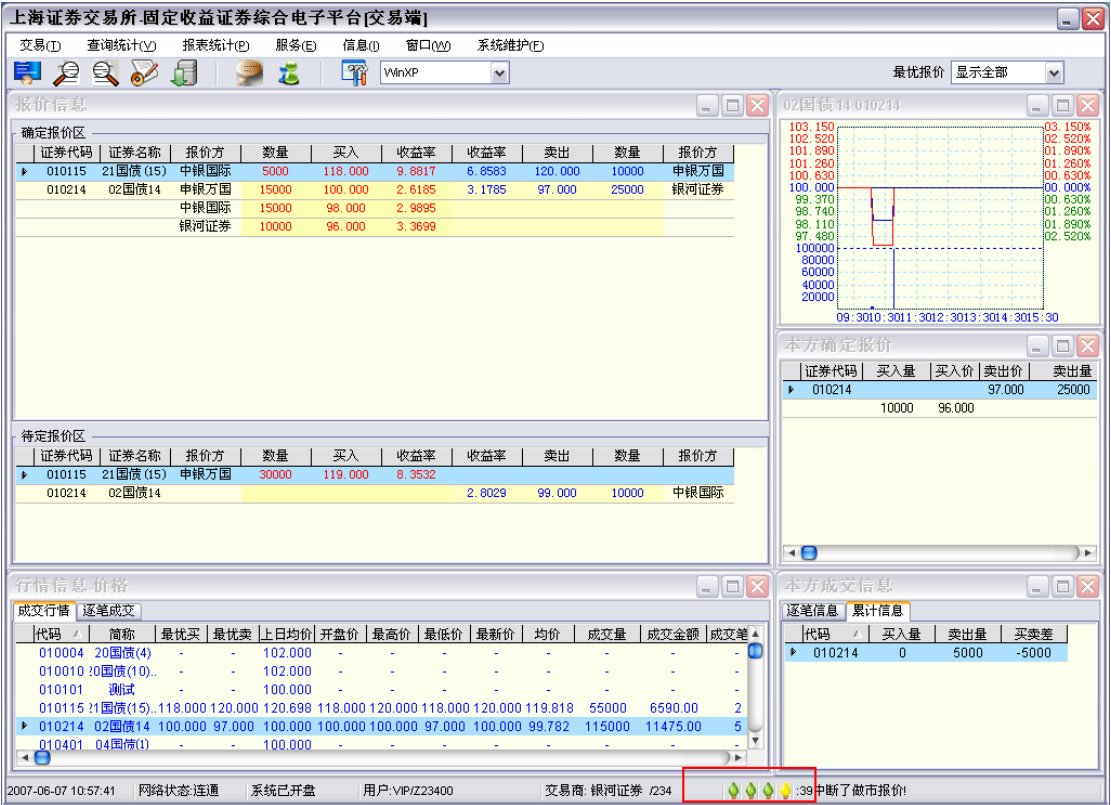 上海证券交易所-固定收益证券综合电子平台[交易端]
交易(T) 查询统计(V) 报表统计(P) 服务(E) 信息(I) 窗口(W) 系统维护(F)
WinXP 最优报价 显示全部
报价信息
确定报价区
证券代码 证券名称 报价方 数量 买入 收益率 收益率 卖出 数量 报价方
010115 21国债(15) 中银国际 5000 118.000 9.8817 6.8583 120.000 10000 申银万国
010214 02国债14 申银万国 15000 100.000 2.6185 3.1785 97.000 25000 银河证券
中银国际 15000 98.000 2.9895
银河证券 10000 96.000 3.3699
待定报价区
证券代码 证券名称 报价方 数量 买入 收益率 收益率 卖出 数量 报价方
010115 21国债(15) 申银万国 30000 119.000 8.3532
010214 02国债14 2.8029 99.000 10000 中银国际
02国债14 010214
103.150 03.150%
102.520 02.520%
101.890 01.890%
101.260 01.260%
100.630 00.630%
100.000 00.000%
99.370 00.630%
98.740 01.260%
98.110 01.890%
97.480 02.520%
100000
80000
60000
40000
20000
09:30 10:30 11:30 12:30 13:30 14:30 15:30
本方确定报价
证券代码 买入量 买入价 卖出价 卖出量
010214 97.000 25000
10000 96.000
行情信息-价格
成交行情 逐笔成交
代码 简称 最优买 最优卖 上日均价 开盘价 最高价 最低价 最新价 均价 成交量 成交金额 成交笔
010004 20国债(4) - - 102.000 - - - - - - - -
010010 20国债(10).. - - 102.000 - - - - - - - -
010101 测试 - - 100.000 - - - - - - - -
010115 21国债(15).. 118.000 120.000 120.698 118.000 120.000 118.000 120.000 119.818 55000 6590.00 2
010214 02国债14 100.000 97.000 100.000 100.000 100.000 97.000 100.000 99.782 115000 11475.00 5
010401 04国债(1) - - 100.000 - - - - - - - -
本方成交信息
逐笔信息 累计信息
代码 买入量 卖出量 买卖差
010214 0 5000 -5000
2007-06-07 10:57:41 网络状态:连通 系统已开盘 用户:VIP/Z23400 交易商: 银河证券 /234 :39中断了做市报价!